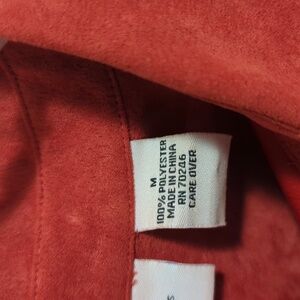 M
100% POLYESTER
MADE IN CHINA
RN 70246
CARE OVER
S